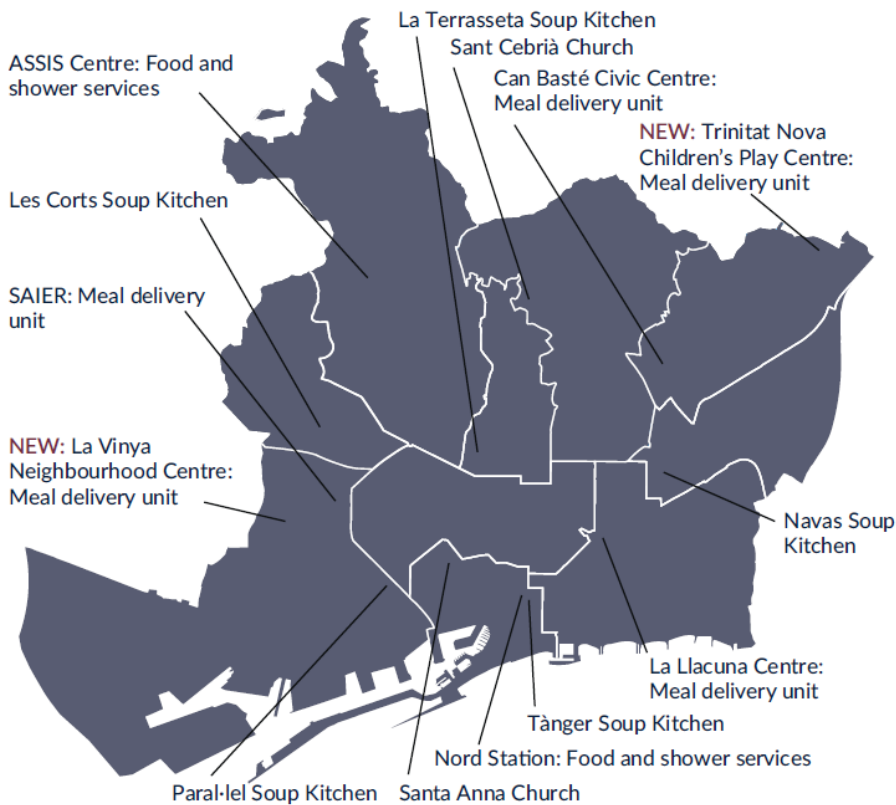 La Terrasseta Soup Kitchen
Sant Cebrià Church
ASSIS Centre: Food and
shower services
Can Basté Civic Centre:
Meal delivery unit
NEW: Trinitat Nova
Children's Play Centre:
Meal delivery unit
Les Corts Soup Kitchen
SAIER: Meal delivery
unit
NEW: La Vinya
Neighbourhood Centre:
Meal delivery unit
Navas Soup
Kitchen
La Llacuna Centre:
Meal delivery unit
Tànger Soup Kitchen
Nord Station: Food and shower services
Paral·lel Soup Kitchen
Santa Anna Church